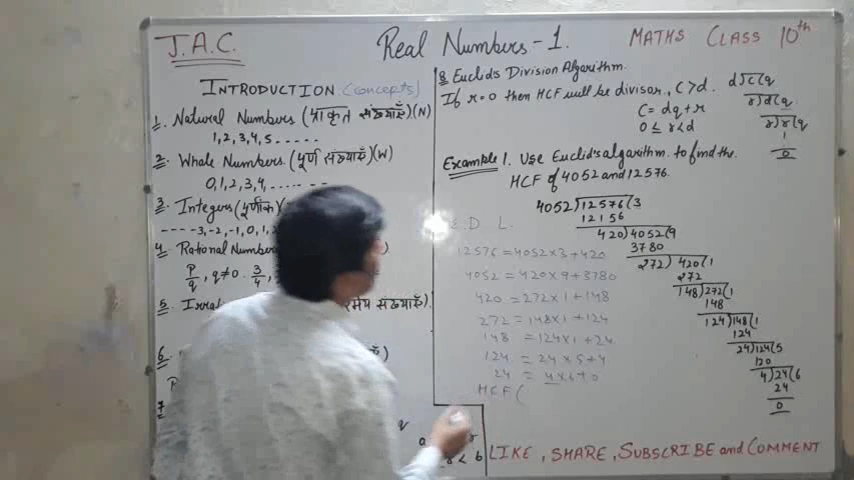 J.A.C.
Real Numbers-1.
MATHS CLASS 10th
INTRODUCTION (Concepts)
1. Natural Numbers (प्राकृत संख्याएँ) (N)
1, 2, 3, 4, 5 ......
2. Whole Numbers (पूर्ण संख्याएँ) (W)
0, 1, 2, 3, 4, ........
3. Integers (पूर्णांक)
---- -3, -2, -1, 0, 1,
4. Rational Numbers
p/q, q≠0. 3/4,
5. Irrat संख्याएँ).
6.
7.
q
a
r < b
8. Euclid's Division Algorithm.
If r=0 then HCF will be divisor, C>d.
C = dq+r
0 ≤ r<d
d)C(q
r)d(q
r)r(q
1
0
Example 1. Use Euclid's algorithm to find the
HCF of 4052 and 12576.
4052)12576(3
12156
420)4052(9
3780
272)420(1
272
148)272(1
148
124)148(1
124
24)124(5
120
4)24(6
24
0
E.D.L.
12576 = 4052×3+420
4052 = 420×9+3780
420 = 272×1+148
272 = 148×1+124
148 = 124×1+24
124 = 24×5+4
24 = 4×6+0
HCF(
LIKE, SHARE, SUBSCRIBE and COMMENT